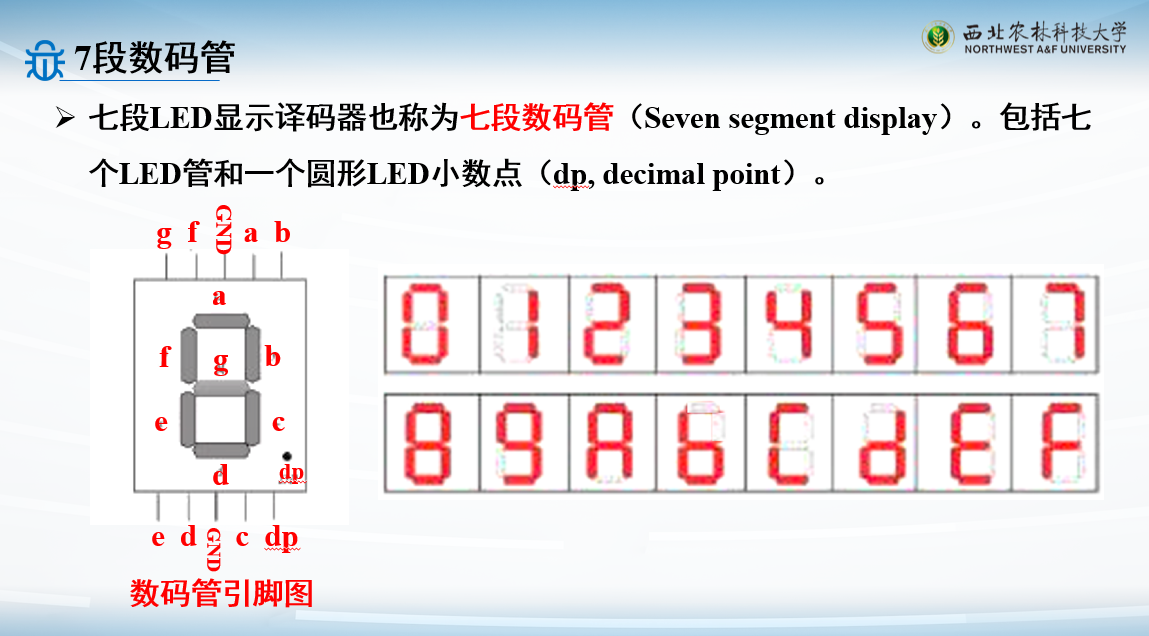 7段数码管
西北农林科技大学
NORTHWEST A&F UNIVERSITY
➢ 七段LED显示译码器也称为七段数码管（Seven segment display）。包括七
个LED管和一个圆形LED小数点（dp, decimal point）。
g f GND a b
a
f g b
e c
d dp
e d GND c dp
数码管引脚图
0 1 2 3 4 5 6 7
8 9 A b C d E F